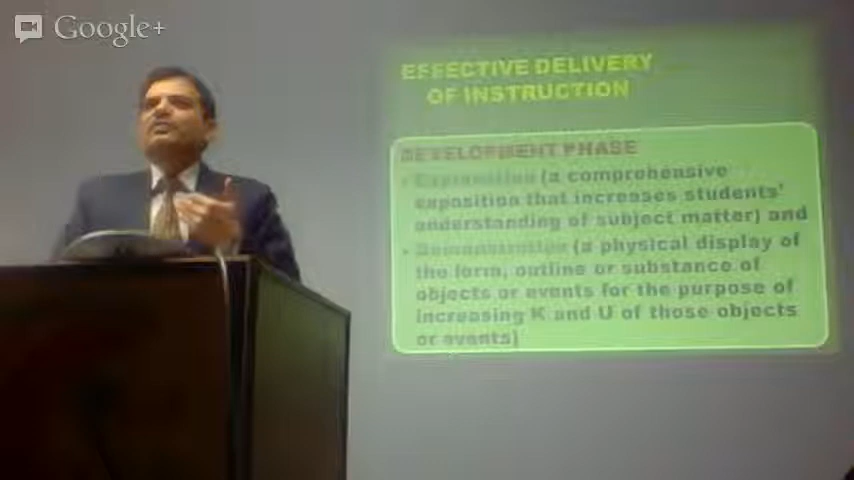 Google+
EFFECTIVE DELIVERY
OF INSTRUCTION
DEVELOPMENT PHASE
• Explanation (a comprehensive
exposition that increases students'
understanding of subject matter) and
• Demonstration (a physical display of
the form, outline or substance of
objects or events for the purpose of
increasing K and U of those objects
or events)